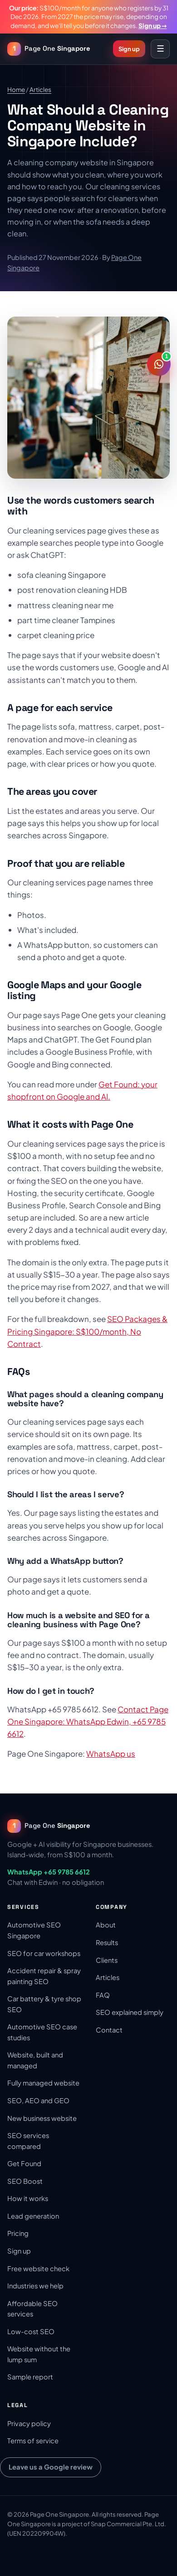 Our price: S$100/month for anyone who registers by 31
Dec 2026. From 2027 the price may rise, depending on
demand, and we'll tell you before it changes. Sign up →
Page One Singapore
Sign up
Home / Articles
What Should a Cleaning
Company Website in
Singapore Include?
A cleaning company website in Singapore
should show what you clean, where you work, and
how to reach you. Our cleaning services page says
people in Singapore search for cleaners when
they need one now: after a renovation, before
moving in, or when the sofa needs a deep
clean.
Published 27 November 2026 · By Page One
Singapore
1
Use the words customers search
with
Our cleaning services page gives these as
examples searches people type into Google
or ask ChatGPT:
• sofa cleaning Singapore
• post renovation cleaning HDB
• mattress cleaning near me
• part time cleaner Tampines
• carpet cleaning price
The page says that if your website doesn't
use the words customers use, Google and AI
assistants can't match you to them.
A page for each service
The page lists sofa, mattress, carpet, post-
renovation and move-in cleaning as
examples. Each service goes on its own
page, with clear prices or how you quote.
The areas you cover
List the estates and areas you serve. Our
page says this helps you show up for local
searches across Singapore.
Proof that you are reliable
Our cleaning services page names three
things:
• Photos.
• What's included.
• A WhatsApp button, so customers can
send a photo and get a quote.
Google Maps and your Google
listing
Our page says Page One gets your cleaning
business into searches on Google, Google
Maps and ChatGPT. The Get Found plan
includes a Google Business Profile, with
Google and Bing connected.
You can read more under Get Found: your
shopfront on Google and AI.
What it costs with Page One
Our cleaning services page says the price is
S$100 a month, with no setup fee and no
contract. That covers building the website,
or fixing the SEO on the one you have.
Hosting, the security certificate, Google
Business Profile, Search Console and Bing
setup are included. So are a new article
every 2 days and a technical audit every day,
with problems fixed.
The domain is the only extra. The page puts it
at usually S$15–30 a year. The page also says
the price may rise from 2027, and that we will
tell you before it changes.
For the full breakdown, see SEO Packages &
Pricing Singapore: S$100/month, No
Contract.
FAQs
What pages should a cleaning company
website have?
Our cleaning services page says each
service should sit on its own page. Its
examples are sofa, mattress, carpet, post-
renovation and move-in cleaning. Add clear
prices or how you quote.
Should I list the areas I serve?
Yes. Our page says listing the estates and
areas you serve helps you show up for local
searches across Singapore.
Why add a WhatsApp button?
Our page says it lets customers send a
photo and get a quote.
How much is a website and SEO for a
cleaning business with Page One?
Our page says S$100 a month with no setup
fee and no contract. The domain, usually
S$15–30 a year, is the only extra.
How do I get in touch?
WhatsApp +65 9785 6612. See Contact Page
One Singapore: WhatsApp Edwin, +65 9785
6612.
Page One Singapore: WhatsApp us
Page One Singapore
Google + AI visibility for Singapore businesses.
Island-wide, from S$100 a month.
WhatsApp +65 9785 6612
Chat with Edwin · no obligation
SERVICES
Automotive SEO
Singapore
SEO for car workshops
Accident repair & spray
painting SEO
Car battery & tyre shop
SEO
Automotive SEO case
studies
Website, built and
managed
Fully managed website
SEO, AEO and GEO
New business website
SEO services
compared
Get Found
SEO Boost
How it works
Lead generation
Pricing
Sign up
Free website check
Industries we help
Affordable SEO
services
Low-cost SEO
Website without the
lump sum
Sample report
COMPANY
About
Results
Clients
Articles
FAQ
SEO explained simply
Contact
LEGAL
Privacy policy
Terms of service
Leave us a Google review
© 2026 Page One Singapore. All rights reserved. Page
One Singapore is a project of Snap Commercial Pte. Ltd.
(UEN 202209904W).